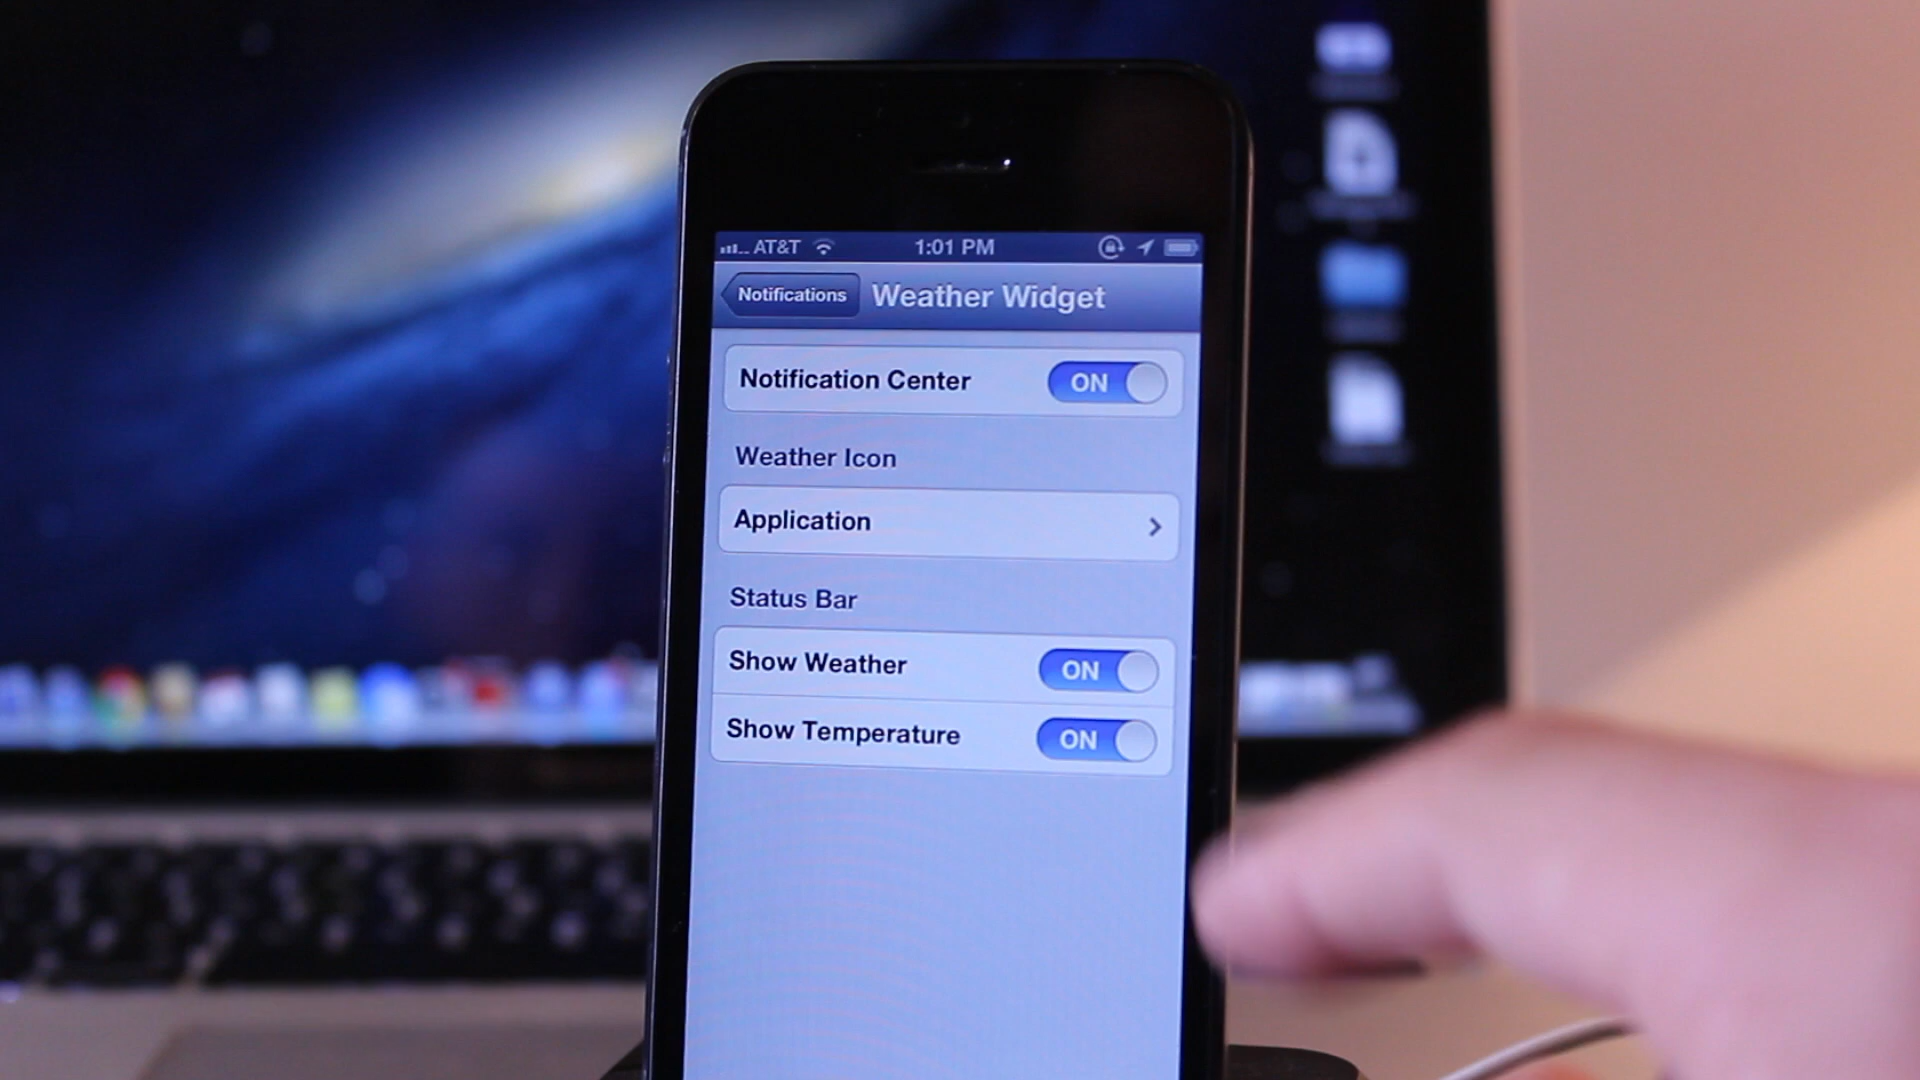 AT&T 1:01 PM
Notifications Weather Widget
Notification Center ON
Weather Icon
Application
Status Bar
Show Weather ON
Show Temperature ON